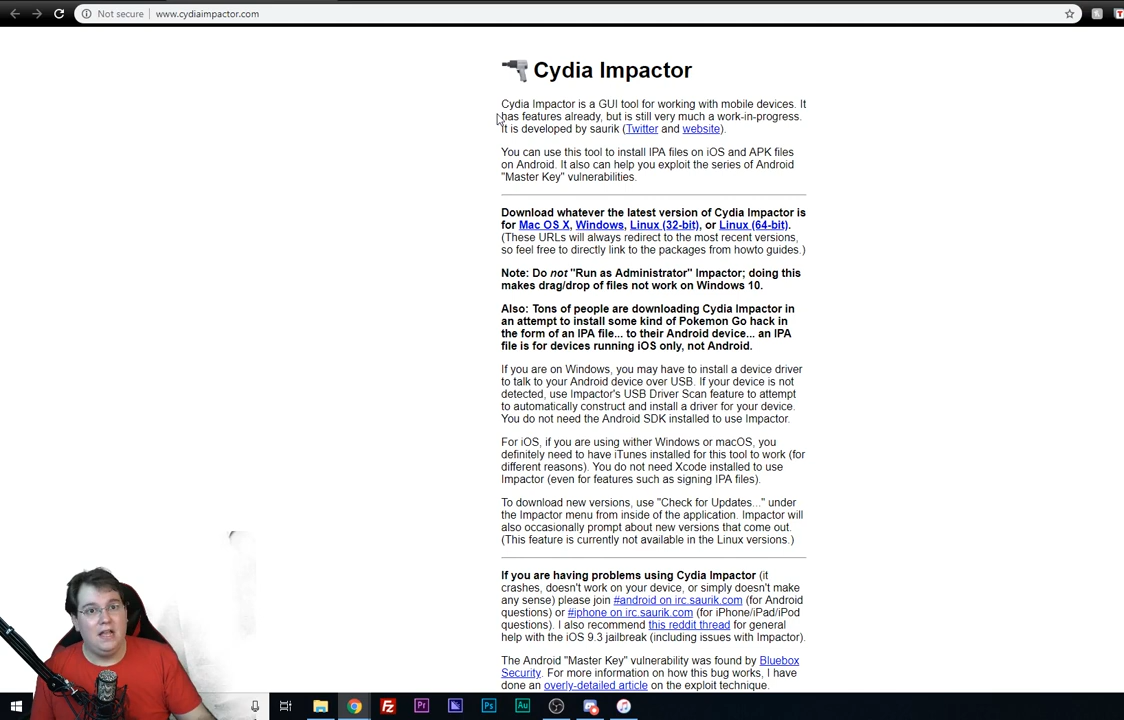 Not secure | www.cydiaimpactor.com
Cydia Impactor
Cydia Impactor is a GUI tool for working with mobile devices. It
has features already, but is still very much a work-in-progress.
It is developed by saurik (Twitter and website).
You can use this tool to install IPA files on iOS and APK files
on Android. It also can help you exploit the series of Android
"Master Key" vulnerabilities.
Download whatever the latest version of Cydia Impactor is
for Mac OS X, Windows, Linux (32-bit), or Linux (64-bit).
(These URLs will always redirect to the most recent versions,
so feel free to directly link to the packages from howto guides.)
Note: Do not "Run as Administrator" Impactor; doing this
makes drag/drop of files not work on Windows 10.
Also: Tons of people are downloading Cydia Impactor in
an attempt to install some kind of Pokemon Go hack in
the form of an IPA file... to their Android device... an IPA
file is for devices running iOS only, not Android.
If you are on Windows, you may have to install a device driver
to talk to your Android device over USB. If your device is not
detected, use Impactor's USB Driver Scan feature to attempt
to automatically construct and install a driver for your device.
You do not need the Android SDK installed to use Impactor.
For iOS, if you are using wither Windows or macOS, you
definitely need to have iTunes installed for this tool to work (for
different reasons). You do not need Xcode installed to use
Impactor (even for features such as signing IPA files).
To download new versions, use "Check for Updates..." under
the Impactor menu from inside of the application. Impactor will
also occasionally prompt about new versions that come out.
(This feature is currently not available in the Linux versions.)
If you are having problems using Cydia Impactor (it
crashes, doesn't work on your device, or simply doesn't make
any sense) please join #android on irc.saurik.com (for Android
questions) or #iphone on irc.saurik.com (for iPhone/iPad/iPod
questions). I also recommend this reddit thread for general
help with the iOS 9.3 jailbreak (including issues with Impactor).
The Android "Master Key" vulnerability was found by Bluebox
Security. For more information on how this bug works, I have
done an overly-detailed article on the exploit technique.
Fz Pr Ps Au